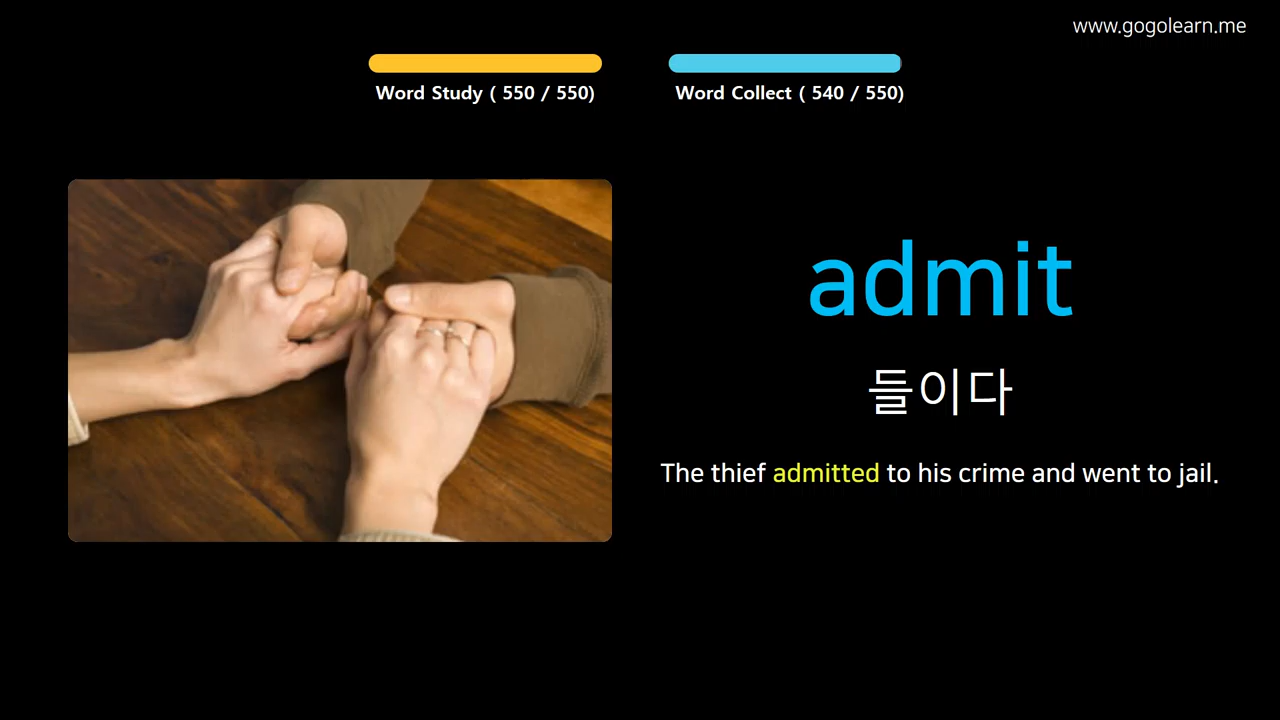 www.gogolearn.me
Word Study ( 550 / 550)
Word Collect ( 540 / 550)
admit
들이다
The thief admitted to his crime and went to jail.